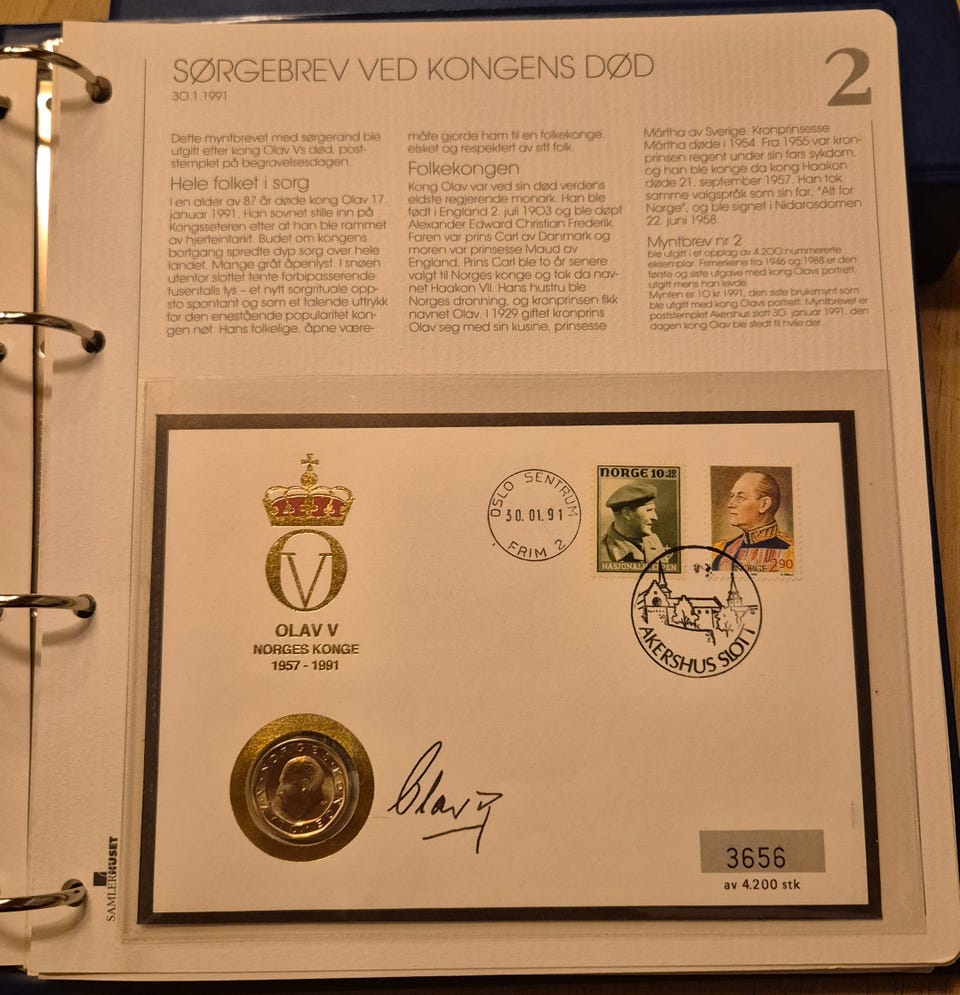 SØRGEBREV VED KONGENS DØD
30.1.1991
2
Dette myntbrevet med sørgerand ble
utgitt etter kong Olav Vs død, post-
stemplet på begravelsesdagen.
Hele folket i sorg
I en alder av 87 år døde kong Olav 17.
januar 1991. Han sovnet stille inn på
Kongsseteren etter at han ble rammet
av hjerteinfarkt. Budet om kongens
bortgang spredte dyp sorg over hele
landet. Mange gråt åpenlyst. I snøen
utenfor slottet tente forbipasserende
tusentalls lys – et nytt sorgrituale opp-
sto spontant og som et talende uttrykk
for den enestående popularitet kon-
gen nøt. Hans folkelige, åpne være-
måte gjorde ham til en folkekonge,
elsket og respektert av sitt folk.
Folkekongen
Kong Olav var ved sin død verdens
eldste regjerende monark. Han ble
født i England 2. juli 1903 og ble døpt
Alexander Edward Christian Frederik.
Faren var prins Carl av Danmark og
moren var prinsesse Maud av
England. Prins Carl ble to år senere
valgt til Norges konge og tok da nav-
net Haakon VII. Hans hustru ble
Norges dronning, og kronprinsen fikk
navnet Olav. I 1929 giftet kronprins
Olav seg med sin kusine, prinsesse
Märtha av Sverige. Kronprinsesse
Märtha døde i 1954. Fra 1955 var kron-
prinsen regent under sin fars sykdom,
og han ble konge da kong Haakon
døde 21. september 1957. Han tok
samme valgspråk som sin far, "Alt for
Norge", og ble signet i Nidarosdomen
22. juni 1958.
Myntbrev nr 2
ble utgitt i et opplag av 4.200 nummererte
eksemplar. Frimerkene fra 1946 og 1988 er den
første og siste utgave med kong Olavs portrett,
utgitt mens han levde.
Mynten er 10 kr 1991, den siste bruksmynt som
ble utgitt med kong Olavs portrett. Myntbrevet er
poststemplet Akershus slott 30. januar 1991, den
dagen kong Olav ble stedt til hvile der.
OLAV V
NORGES KONGE
1957 - 1991
OSLO SENTRUM
30.01.91
FRIM 2
NORGE 10+10
NASJONALHJELPEN
NORGE 2.90
AKERSHUS SLOTT
Olav V
3656
av 4.200 stk
SAMLERHUSET